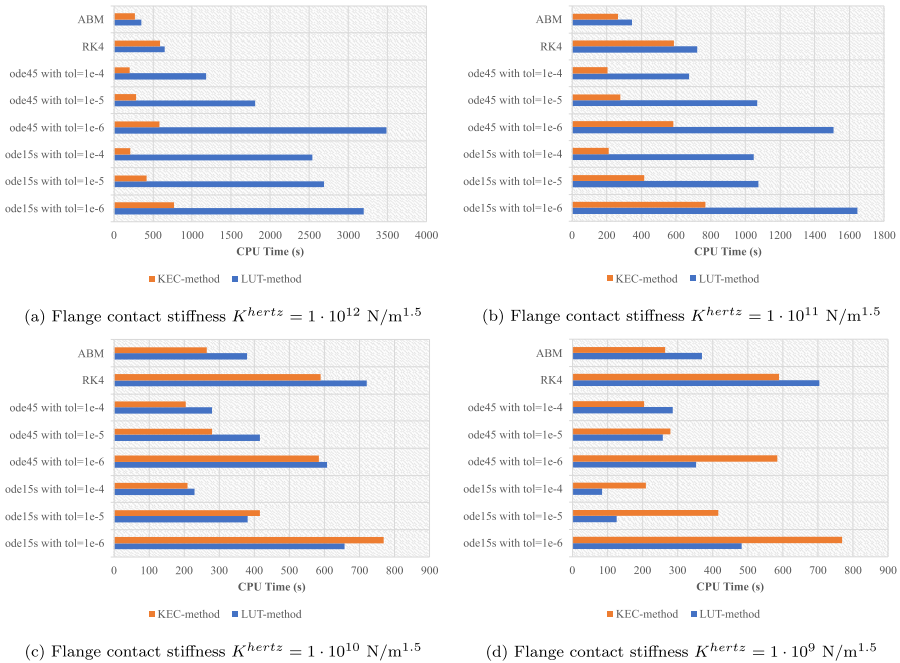 ABM
RK4
ode45 with tol=1e-4
ode45 with tol=1e-5
ode45 with tol=1e-6
ode15s with tol=1e-4
ode15s with tol=1e-5
ode15s with tol=1e-6
0 500 1000 1500 2000 2500 3000 3500 4000
CPU Time (s)
KEC-method LUT-method
(a) Flange contact stiffness K^{hertz} = 1 · 10^{12} N/m^{1.5}
ABM
RK4
ode45 with tol=1e-4
ode45 with tol=1e-5
ode45 with tol=1e-6
ode15s with tol=1e-4
ode15s with tol=1e-5
ode15s with tol=1e-6
0 200 400 600 800 1000 1200 1400 1600 1800
CPU Time (s)
KEC-method LUT-method
(b) Flange contact stiffness K^{hertz} = 1 · 10^{11} N/m^{1.5}
ABM
RK4
ode45 with tol=1e-4
ode45 with tol=1e-5
ode45 with tol=1e-6
ode15s with tol=1e-4
ode15s with tol=1e-5
ode15s with tol=1e-6
0 100 200 300 400 500 600 700 800 900
CPU Time (s)
KEC-method LUT-method
(c) Flange contact stiffness K^{hertz} = 1 · 10^{10} N/m^{1.5}
ABM
RK4
ode45 with tol=1e-4
ode45 with tol=1e-5
ode45 with tol=1e-6
ode15s with tol=1e-4
ode15s with tol=1e-5
ode15s with tol=1e-6
0 100 200 300 400 500 600 700 800 900
CPU Time (s)
KEC-method LUT-method
(d) Flange contact stiffness K^{hertz} = 1 · 10^{9} N/m^{1.5}